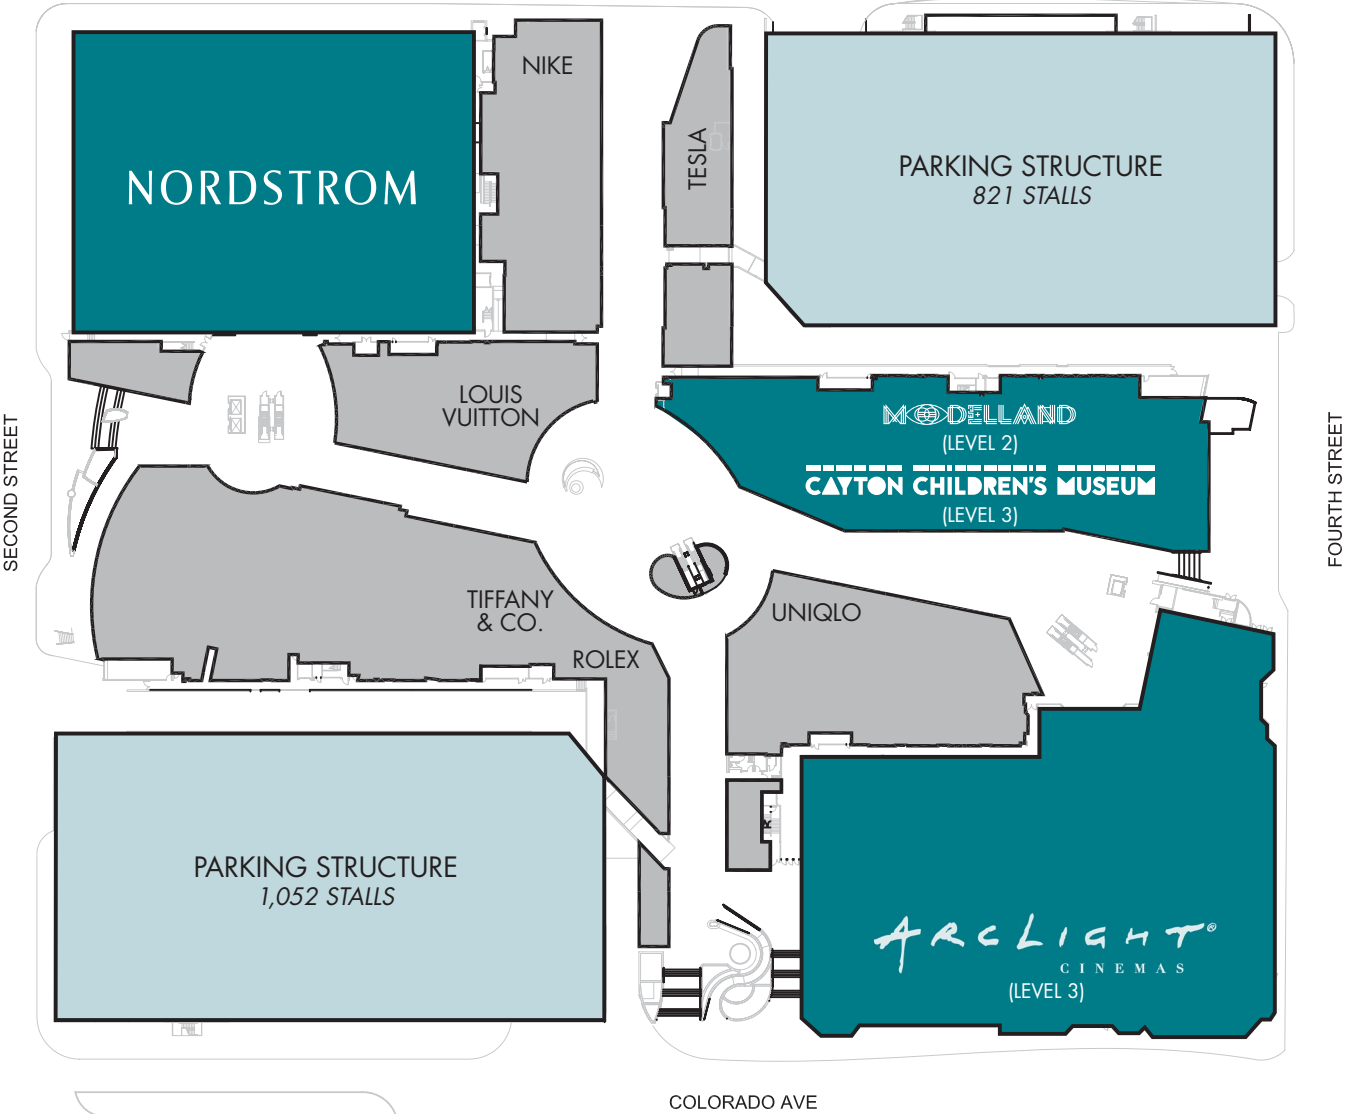 NIKE
TESLA
NORDSTROM
PARKING STRUCTURE
821 STALLS
LOUIS
VUITTON
MODELLAND
(LEVEL 2)
CAYTON CHILDREN'S MUSEUM
(LEVEL 3)
SECOND STREET
FOURTH STREET
TIFFANY
& CO.
ROLEX
UNIQLO
PARKING STRUCTURE
1,052 STALLS
ARCLIGHT®
CINEMAS
(LEVEL 3)
COLORADO AVE